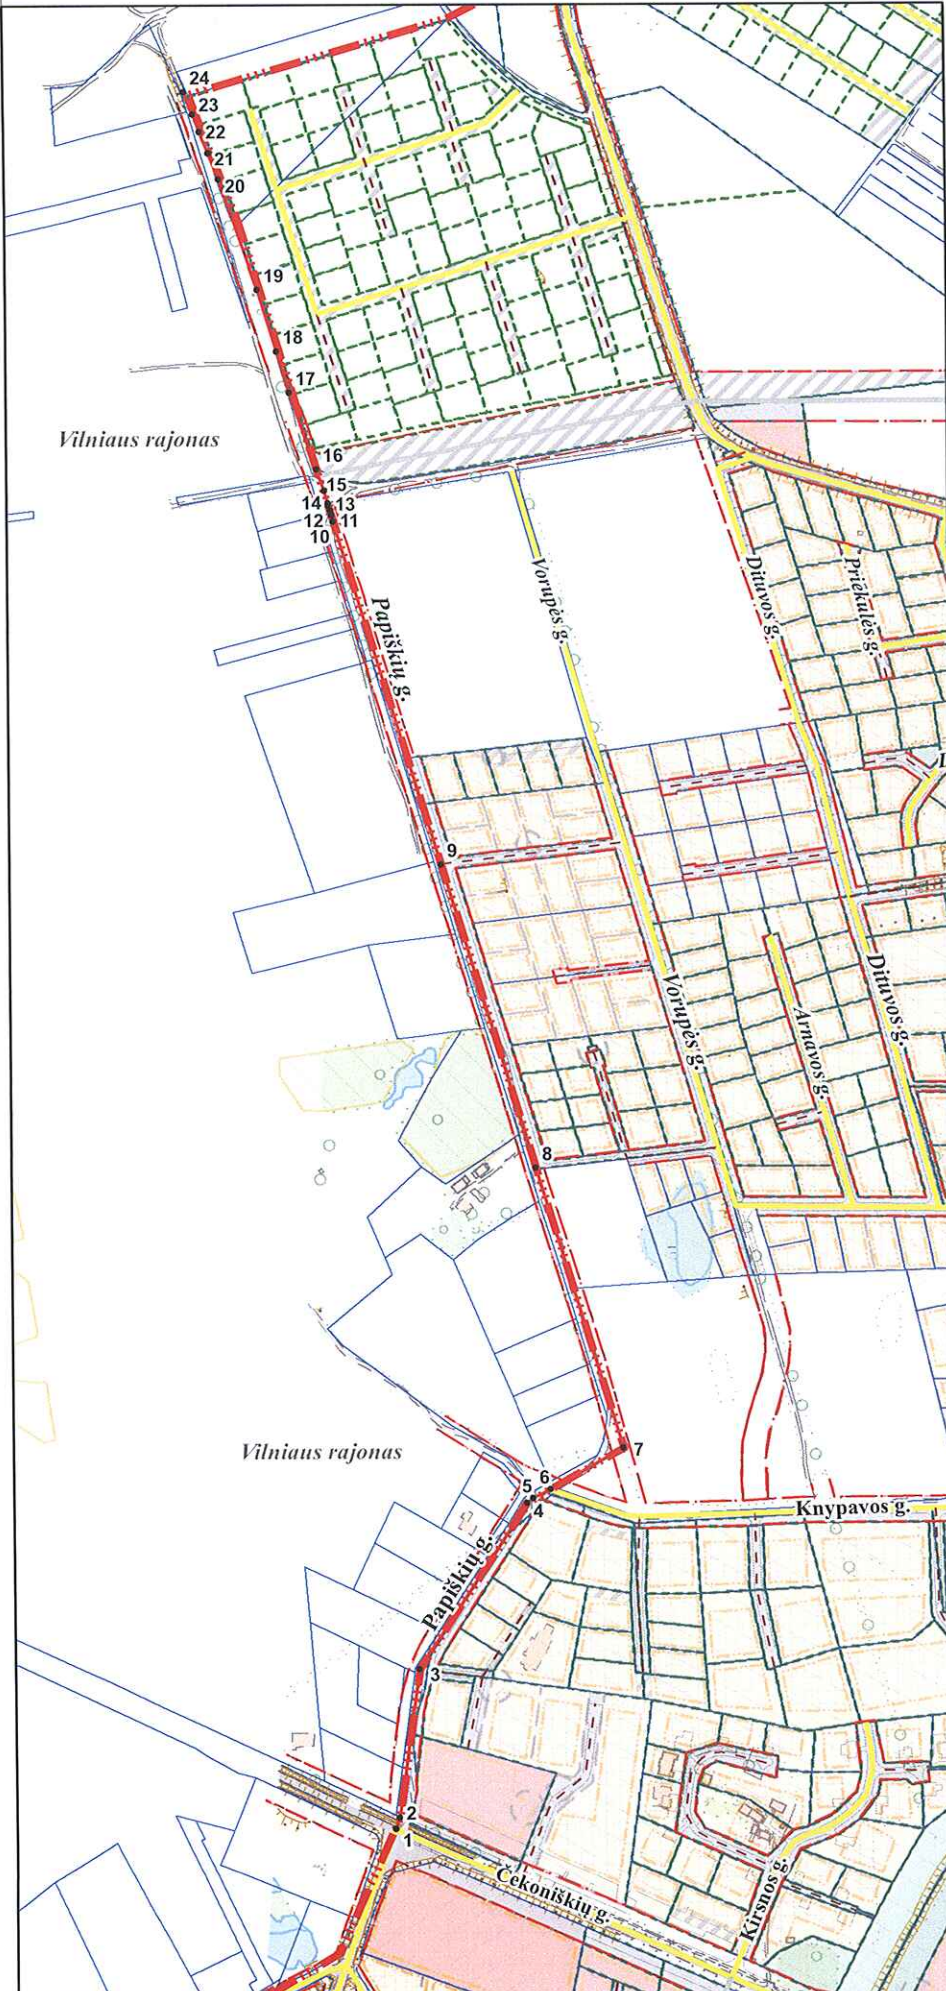 24
23
22
21
20
19
18
17
Vilniaus rajonas
16
15
14 13
12 11
10
Vorupės g.
Dituvos g.
Priekulės g.
Papiškių g.
9
Vorupės g.
Dituvos g.
Arnavos g.
8
Vilniaus rajonas
7
6
5
4
Knypavos g.
Papiškių g.
3
2
1
Čekoniškių g.
Kirsnos g.